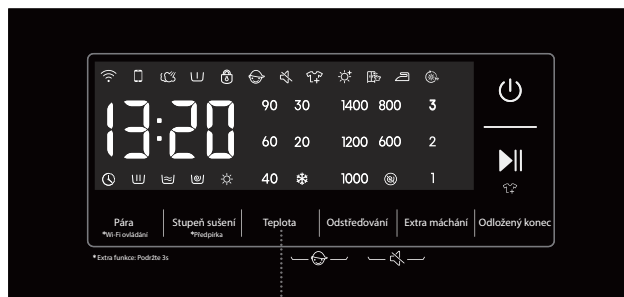 90 30 1400 800 3
13:20
60 20 1200 600 2
40 1000 1
Pára Stupeň sušení Teplota Odstřeďování Extra máchání Odložený konec
*Wi-Fi ovládání *Předpírka
*Extra funkce: Podržte 3s